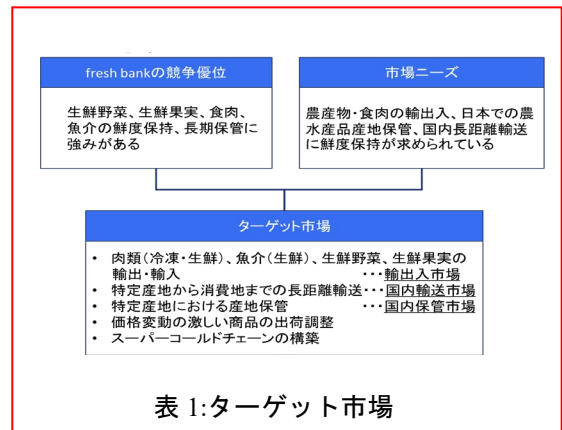 fresh bankの競争優位
生鮮野菜、生鮮果実、食肉、
魚介の鮮度保持、長期保管に
強みがある
市場ニーズ
農産物・食肉の輸出入、日本での農
水産品産地保管、国内長距離輸送
に鮮度保持が求められている
ターゲット市場
• 肉類(冷凍・生鮮)、魚介(生鮮)、生鮮野菜、生鮮果実の
輸出・輸入 ・・・輸出入市場
• 特定産地から消費地までの長距離輸送・・・国内輸送市場
• 特定産地における産地保管 ・・・国内保管市場
• 価格変動の激しい商品の出荷調整
• スーパーコールドチェーンの構築
表 1:ターゲット市場